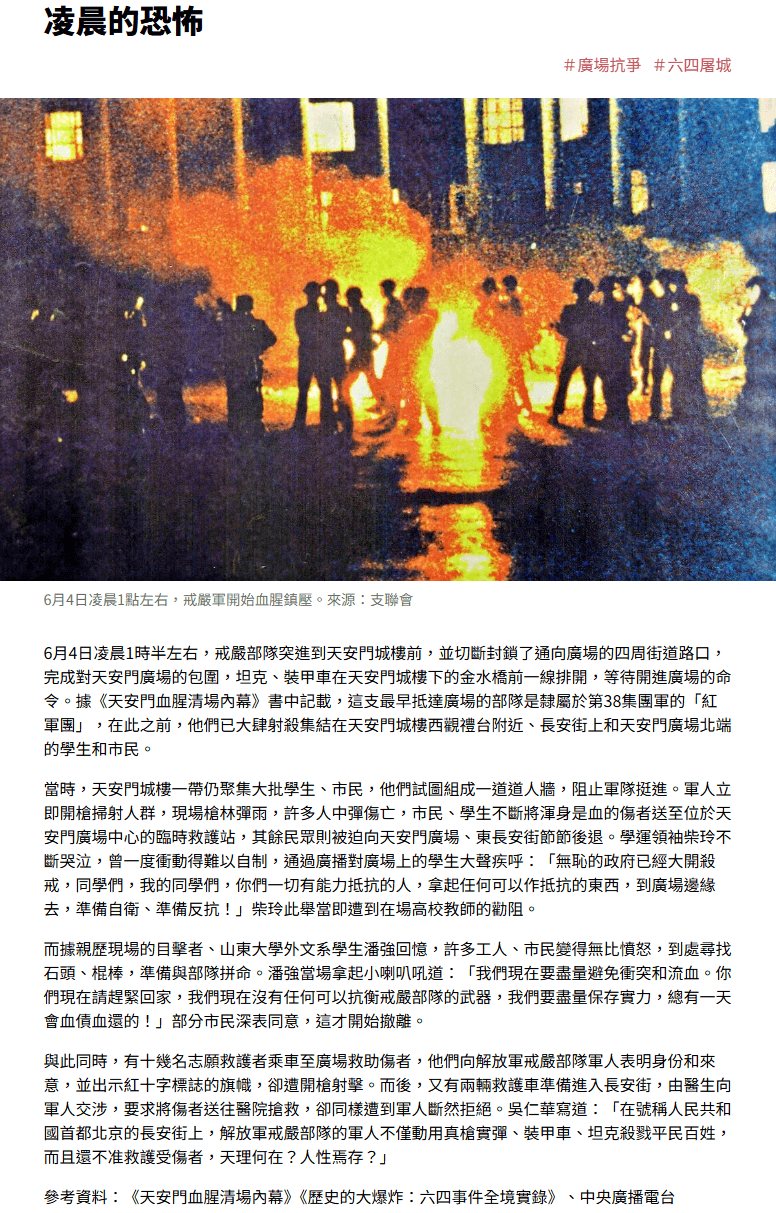 凌晨的恐怖
＃廣場抗爭 ＃六四屠城
6月4日凌晨1點左右，戒嚴軍開始血腥鎮壓。來源：支聯會
6月4日凌晨1時半左右，戒嚴部隊突進到天安門城樓前，並切斷封鎖了通向廣場的四周街道路口，
完成對天安門廣場的包圍，坦克、裝甲車在天安門城樓下的金水橋前一線排開，等待開進廣場的命
令。據《天安門血腥清場內幕》書中記載，這支最早抵達廣場的部隊是隸屬於第38集團軍的「紅
軍團」，在此之前，他們已大肆射殺集結在天安門城樓西觀禮台附近、長安街上和天安門廣場北端
的學生和市民。
當時，天安門城樓一帶仍聚集大批學生、市民，他們試圖組成一道道人牆，阻止軍隊挺進。軍人立
即開槍掃射人群，現場槍林彈雨，許多人中彈傷亡，市民、學生不斷將渾身是血的傷者送至位於天
安門廣場中心的臨時救護站，其餘民眾則被迫向天安門廣場、東長安街節節後退。學運領袖柴玲不
斷哭泣，曾一度衝動得難以自制，通過廣播對廣場上的學生大聲疾呼：「無恥的政府已經大開殺
戒，同學們，我的同學們，你們一切有能力抵抗的人，拿起任何可以作抵抗的東西，到廣場邊緣
去，準備自衛、準備反抗！」柴玲此舉當即遭到在場高校教師的勸阻。
而據親歷現場的目擊者、山東大學外文系學生潘強回憶，許多工人、市民變得無比憤怒，到處尋找
石頭、棍棒，準備與部隊拼命。潘強當場拿起小喇叭吼道：「我們現在要盡量避免衝突和流血。你
們現在請趕緊回家，我們現在沒有任何可以抗衡戒嚴部隊的武器，我們要盡量保存實力，總有一天
會血債血還的！」部分市民深表同意，這才開始撤離。
與此同時，有十幾名志願救護者乘車至廣場救助傷者，他們向解放軍戒嚴部隊軍人表明身份和來
意，並出示紅十字標誌的旗幟，卻遭開槍射擊。而後，又有兩輛救護車準備進入長安街，由醫生向
軍人交涉，要求將傷者送往醫院搶救，卻同樣遭到軍人斷然拒絕。吳仁華寫道：「在號稱人民共和
國首都北京的長安街上，解放軍戒嚴部隊的軍人不僅動用真槍實彈、裝甲車、坦克殺戮平民百姓，
而且還不准救護受傷者，天理何在？人性焉存？」
參考資料：《天安門血腥清場內幕》《歷史的大爆炸：六四事件全境實錄》、中央廣播電台